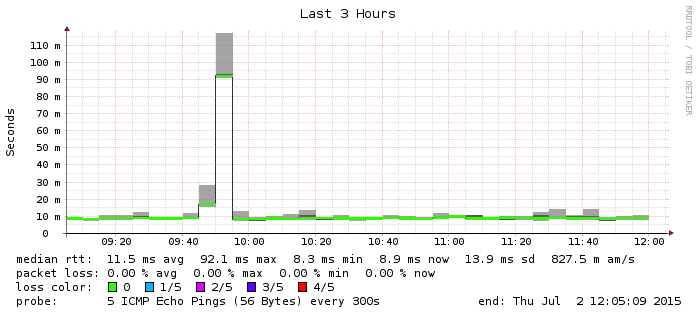 Last 3 Hours
RRDTOOL / TOBI OETIKER
Seconds
110 m
100 m
90 m
80 m
70 m
60 m
50 m
40 m
30 m
20 m
10 m
0
09:20 09:40 10:00 10:20 10:40 11:00 11:20 11:40 12:00
median rtt: 11.5 ms avg 92.1 ms max 8.3 ms min 8.9 ms now 13.9 ms sd 827.5 m am/s
packet loss: 0.00 % avg 0.00 % max 0.00 % min 0.00 % now
loss color: 0 1/5 2/5 3/5 4/5
probe: 5 ICMP Echo Pings (56 Bytes) every 300s end: Thu Jul 2 12:05:09 2015